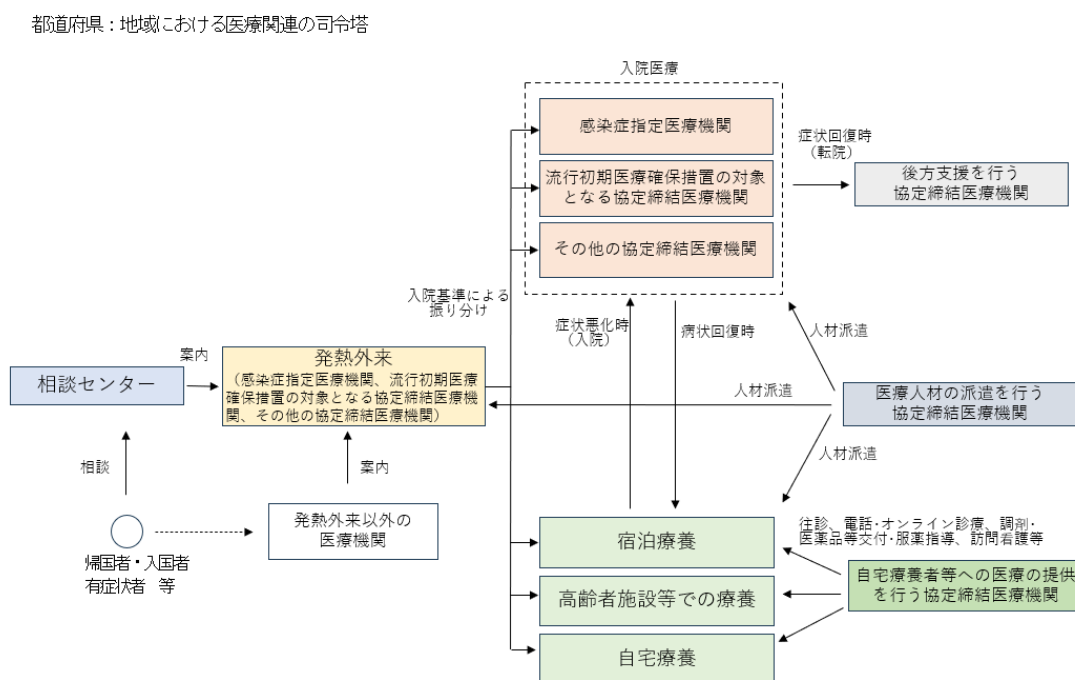 都道府県：地域における医療関連の司令塔
入院医療
感染症指定医療機関
流行初期医療確保措置の対象
となる協定締結医療機関
その他の協定締結医療機関
症状回復時
（転院）
後方支援を行う
協定締結医療機関
入院基準による
振り分け
症状悪化時
（入院）
病状回復時
人材派遣
案内
相談センター
発熱外来
（感染症指定医療機関、流行初期医療
確保措置の対象となる協定締結医療機
関、その他の協定締結医療機関）
人材派遣
医療人材の派遣を行う
協定締結医療機関
相談
案内
人材派遣
帰国者・入国者
有症状者　等
発熱外来以外の
医療機関
宿泊療養
高齢者施設等での療養
自宅療養
往診、電話･オンライン診療、調剤・
医薬品等交付･服薬指導、訪問看護等
自宅療養者等への医療の提供
を行う協定締結医療機関